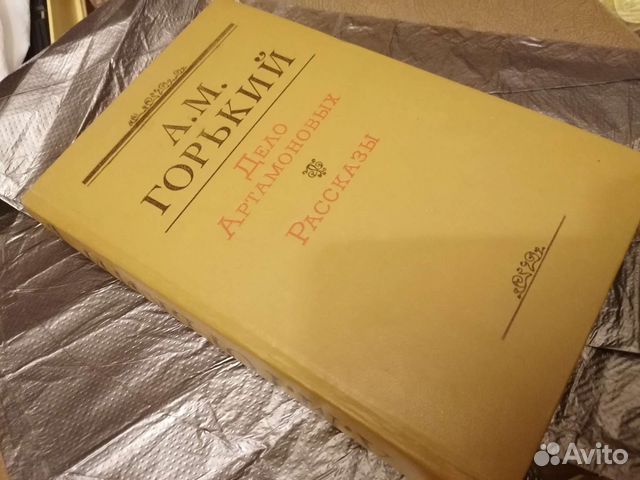 А.М.
ГОРЬКИЙ
Дело
Артамоновых
Рассказы
Avito